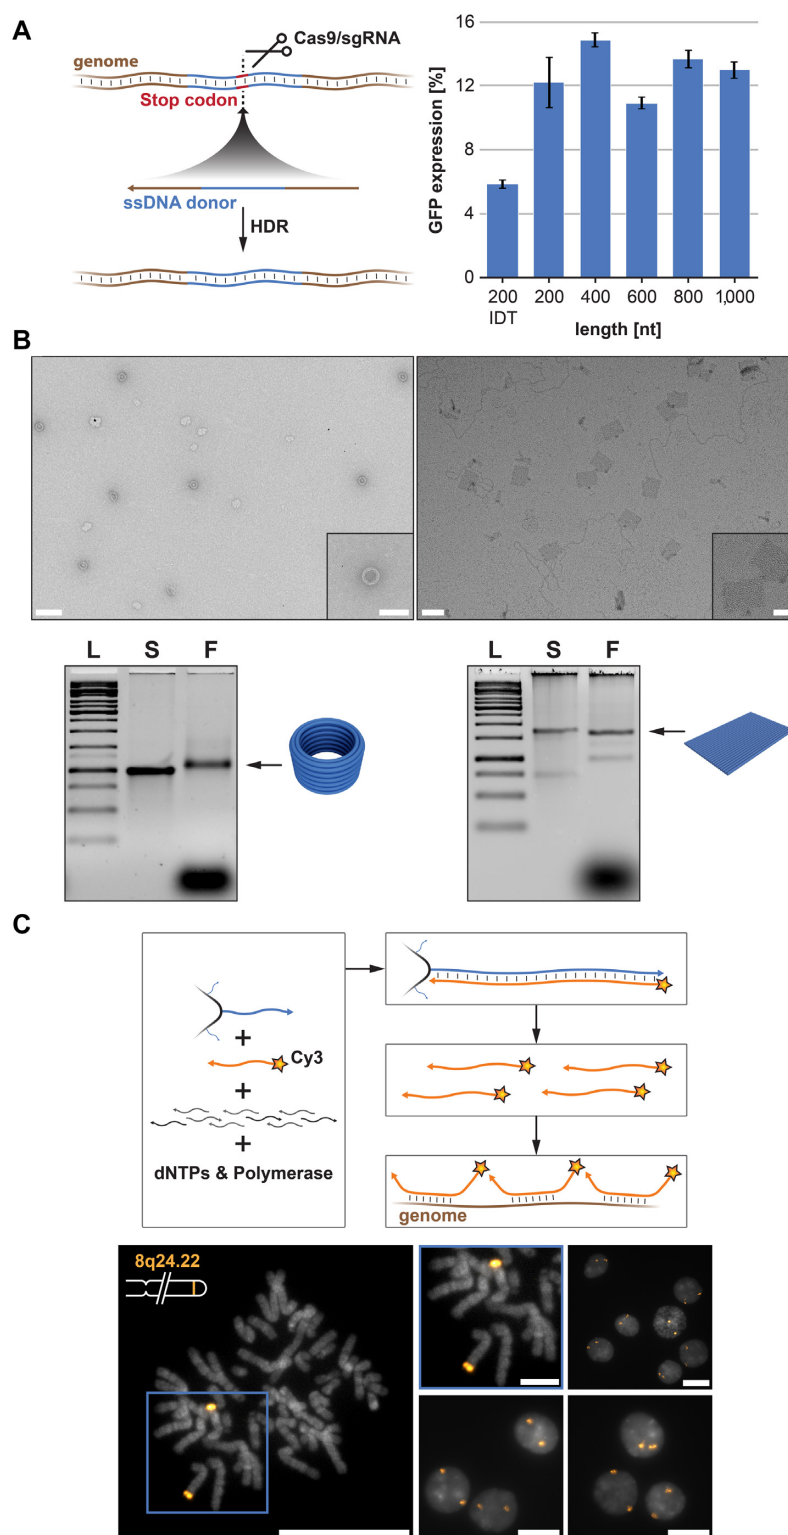 A
Cas9/sgRNA
genome
Stop codon
ssDNA donor
HDR
GFP expression [%]
16
12
8
4
0
200 200 400 600 800 1,000
IDT
length [nt]
B
L S F
L S F
C
+
Cy3
+
+
dNTPs & Polymerase
genome
8q24.22